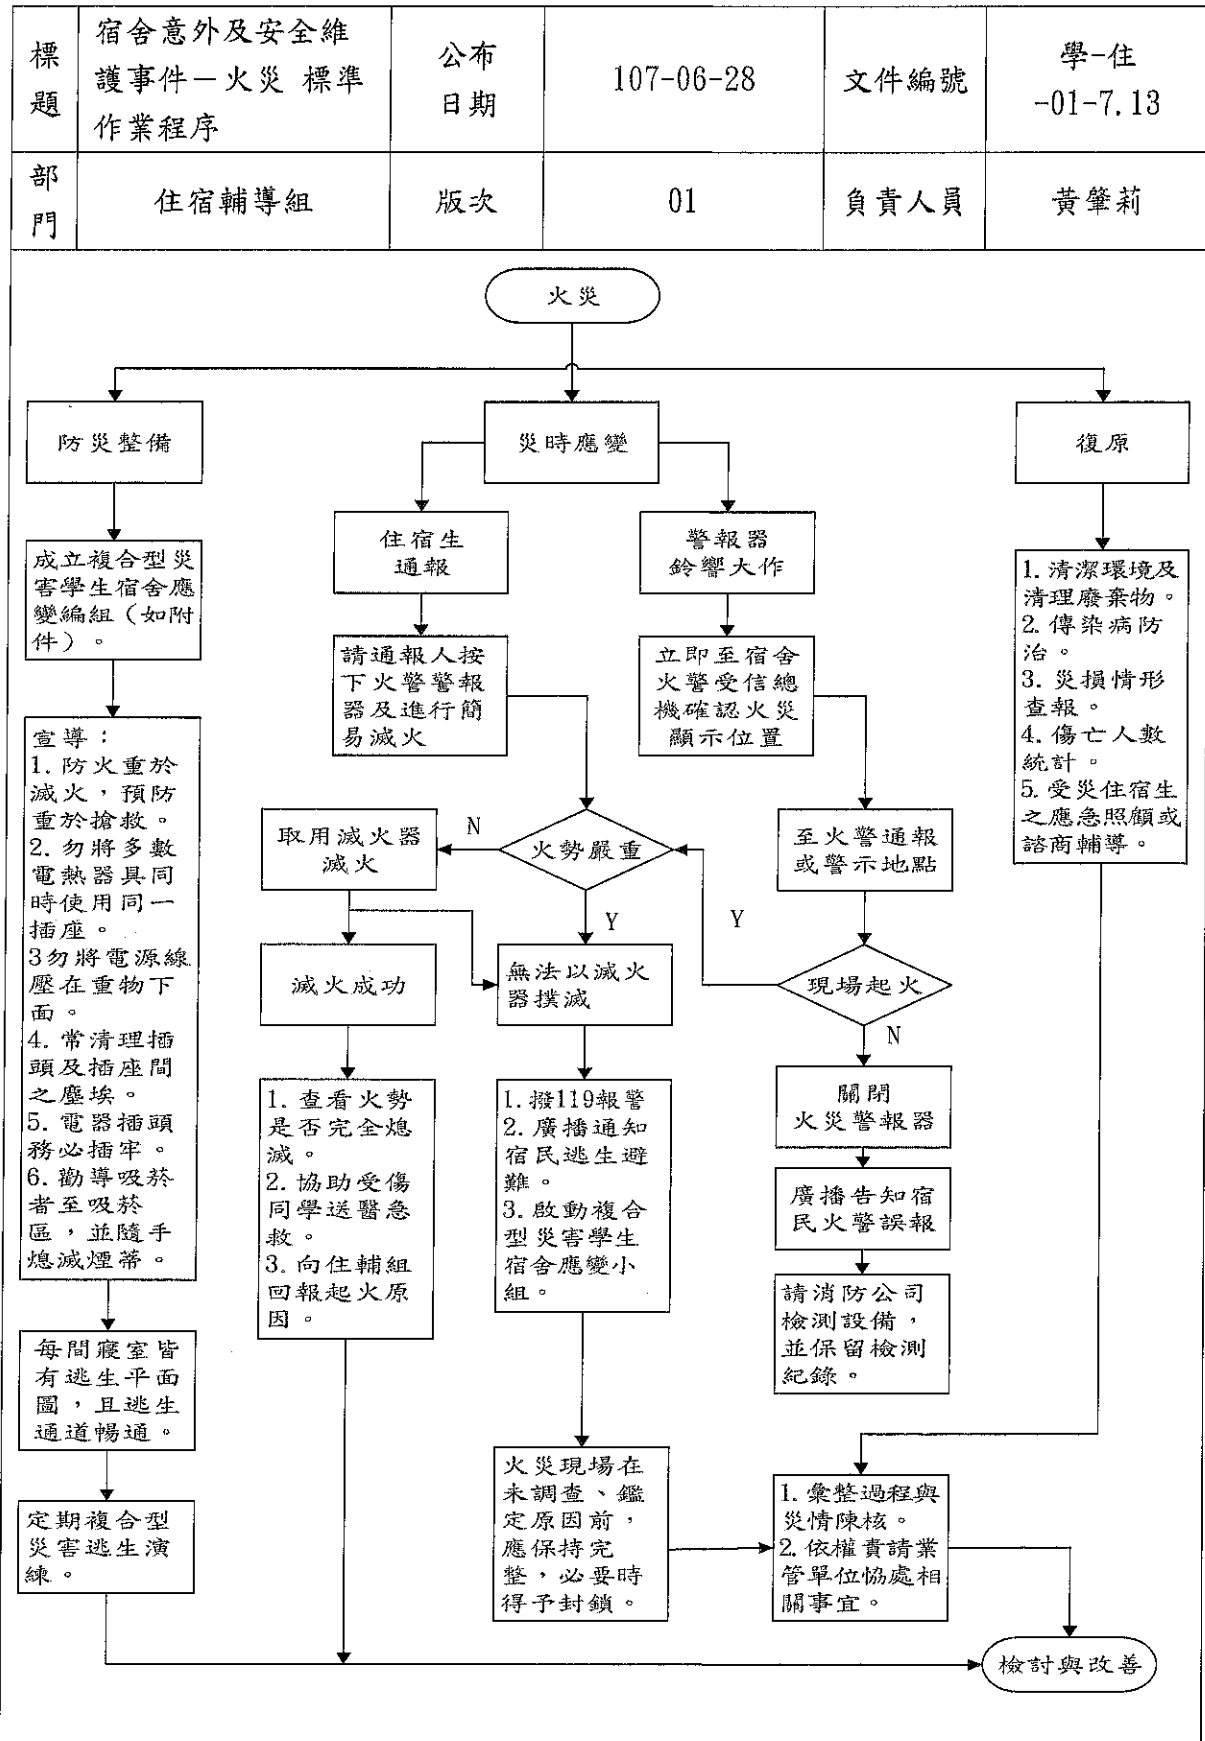 標題
宿舍意外及安全維
護事件－火災 標準
作業程序
公布
日期
107-06-28
文件編號
學-住
-01-7.13
部門
住宿輔導組
版次
01
負責人員
黃肇莉
火災
防災整備
災時應變
復原
成立複合型災
害學生宿舍應
變編組（如附
件）。
宣導：
1. 防火重於
滅火，預防
重於搶救。
2. 勿將多數
電熱器具同
時使用同一
插座。
3勿將電源線
壓在重物下
面。
4. 常清理插
頭及插座間
之塵埃。
5. 電器插頭
務必插牢。
6. 勸導吸菸
者至吸菸
區，並隨手
熄滅煙蒂。
每間寢室皆
有逃生平面
圖，且逃生
通道暢通。
定期複合型
災害逃生演
練。
住宿生
通報
請通報人按
下火警警報
器及進行簡
易滅火
警報器
鈴響大作
立即至宿舍
火警受信總
機確認火災
顯示位置
取用滅火器
滅火
N
火勢嚴重
Y
至火警通報
或警示地點
Y
現場起火
N
滅火成功
無法以滅火
器撲滅
1. 查看火勢
是否完全熄
滅。
2. 協助受傷
同學送醫急
救。
3. 向住輔組
回報起火原
因。
1. 撥119報警
2. 廣播通知
宿民逃生避
難。
3. 啟動複合
型災害學生
宿舍應變小
組。
關閉
火災警報器
廣播告知宿
民火警誤報
請消防公司
檢測設備，
並保留檢測
紀錄。
火災現場在
未調查、鑑
定原因前，
應保持完
整，必要時
得予封鎖。
1. 清潔環境及
清理廢棄物。
2. 傳染病防
治。
3. 災損情形
查報。
4. 傷亡人數
統計。
5. 受災住宿生
之應急照顧或
諮商輔導。
1. 彙整過程與
災情陳核。
2. 依權責請業
管單位協處相
關事宜。
檢討與改善